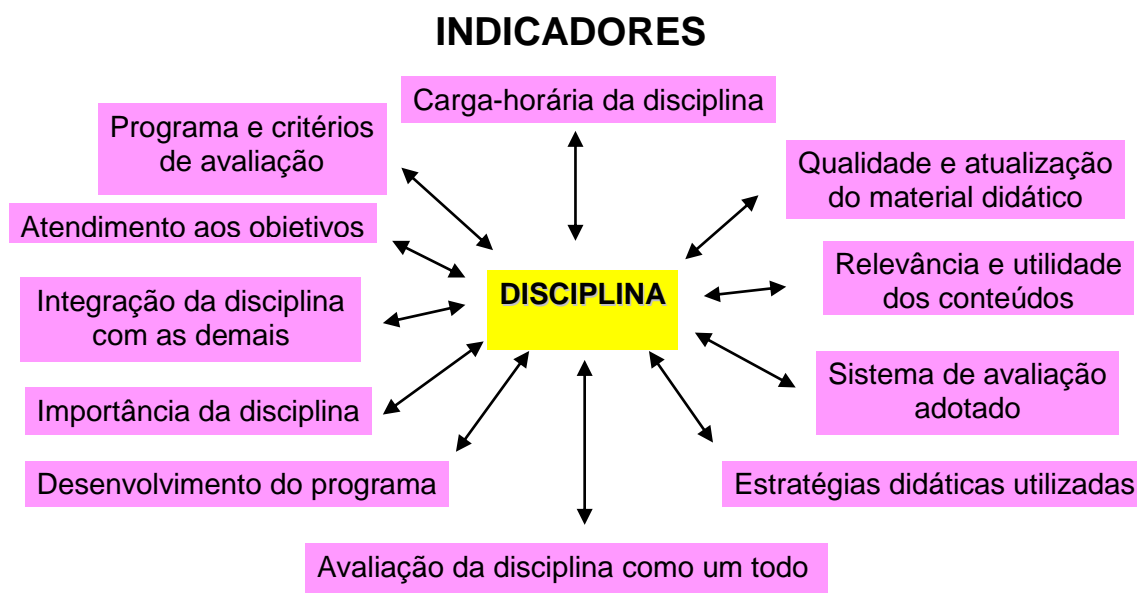 INDICADORES
Carga-horária da disciplina
Programa e critérios
de avaliação
Qualidade e atualização
do material didático
Atendimento aos objetivos
Relevância e utilidade
dos conteúdos
DISCIPLINA
Integração da disciplina
com as demais
Sistema de avaliação
adotado
Importância da disciplina
Desenvolvimento do programa
Estratégias didáticas utilizadas
Avaliação da disciplina como um todo